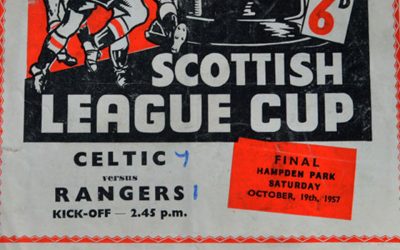 6D
SCOTTISH
LEAGUE CUP
CELTIC 7
versus
RANGERS 1
KICK-OFF — 2.45 p.m.
FINAL
HAMPDEN PARK
SATURDAY
OCTOBER, 19th, 1957